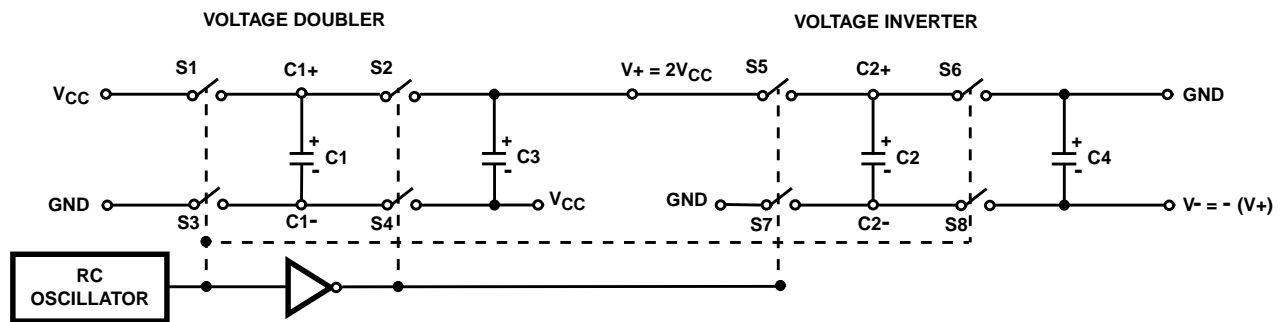 VOLTAGE DOUBLER
VOLTAGE INVERTER
S1 C1+ S2 V+ = 2VCC S5 C2+ S6
VCC GND
+ C1 - + C3 - + C2 - + C4 -
GND VCC GND V- = - (V+)
S3 C1- S4 S7 C2- S8
RC
OSCILLATOR